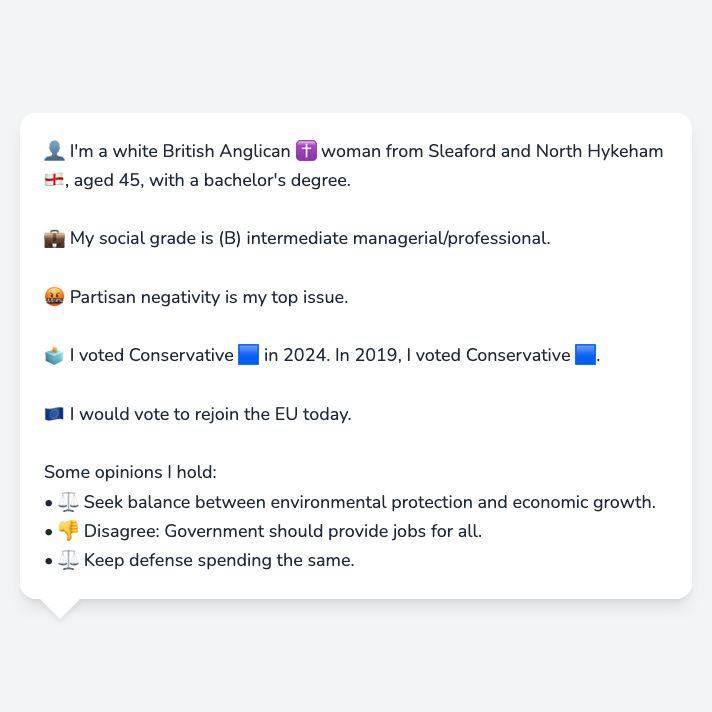 👤 I'm a white British Anglican ✝️ woman from Sleaford and North Hykeham
🏴󠁧󠁢󠁥󠁮󠁧󠁿, aged 45, with a bachelor's degree.
💼 My social grade is (B) intermediate managerial/professional.
🤬 Partisan negativity is my top issue.
🗳️ I voted Conservative 🟦 in 2024. In 2019, I voted Conservative 🟦.
🇪🇺 I would vote to rejoin the EU today.
Some opinions I hold:
• ⚖️ Seek balance between environmental protection and economic growth.
• 👎 Disagree: Government should provide jobs for all.
• ⚖️ Keep defense spending the same.